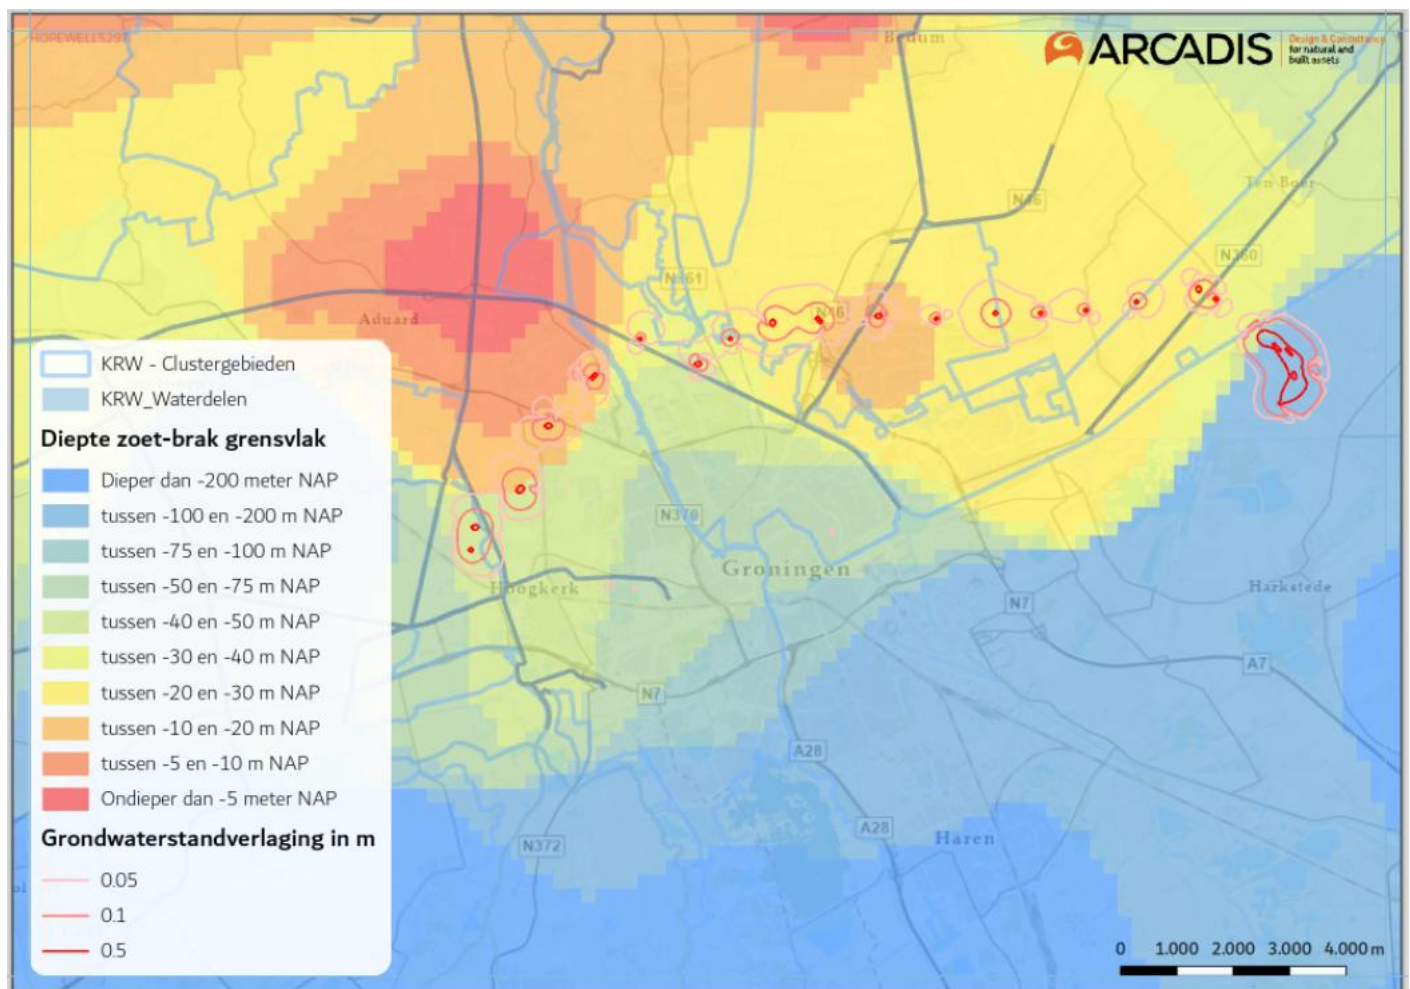 HOPEWELL5297
Bedum
ARCADIS
Design & Consultancy
for natural and
built assets
Ten Boer
N46
N361
N360
Aduard
N46
KRW - Clustergebieden
KRW_Waterdelen
Diepte zoet-brak grensvlak
Dieper dan -200 meter NAP
tussen -100 en -200 m NAP
tussen -75 en -100 m NAP
tussen -50 en -75 m NAP
tussen -40 en -50 m NAP
tussen -30 en -40 m NAP
tussen -20 en -30 m NAP
tussen -10 en -20 m NAP
tussen -5 en -10 m NAP
Ondieper dan -5 meter NAP
Grondwaterstandverlaging in m
0.05
0.1
0.5
N370
Groningen
Hoogkerk
Harkstede
N7
A7
N7
A28
A28
Haren
N372
0 1.000 2.000 3.000 4.000 m